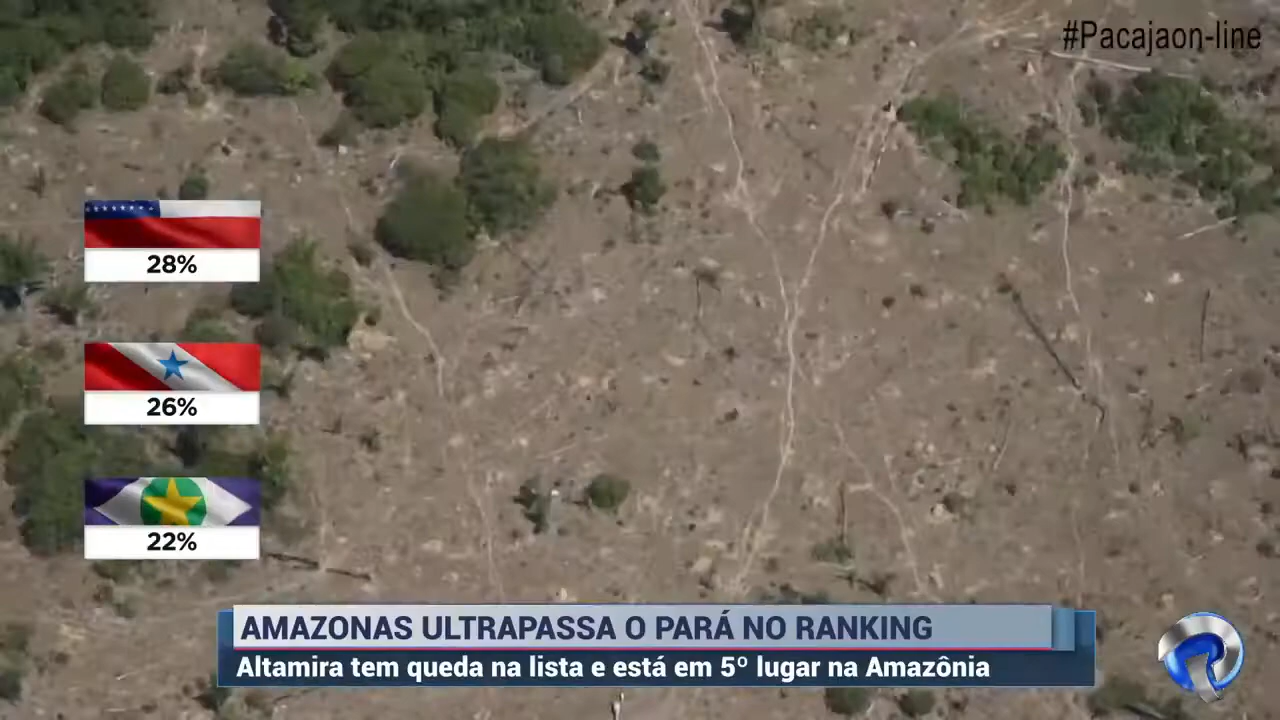 #Pacajaon-line
28%
26%
22%
AMAZONAS ULTRAPASSA O PARÁ NO RANKING
Altamira tem queda na lista e está em 5º lugar na Amazônia